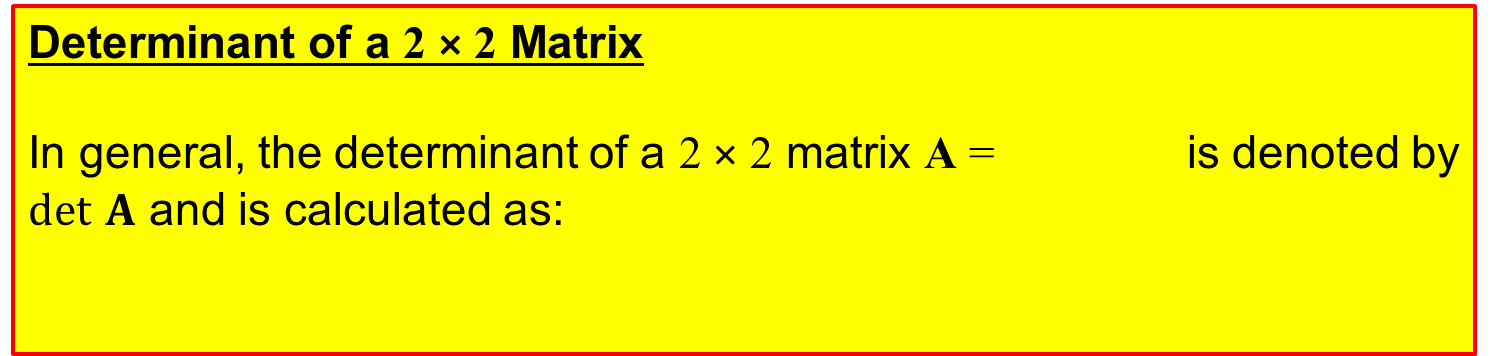 Determinant of a 2 × 2 Matrix
In general, the determinant of a 2 × 2 matrix A = is denoted by
det A and is calculated as: